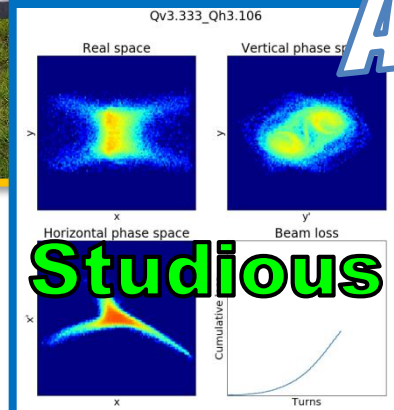 Qv3.333_Qh3.106
Real space
Vertical phase sp
y
x
y
y'
Horizontal phase space
Beam loss
Studious
x'
x
Cumulative
Turns